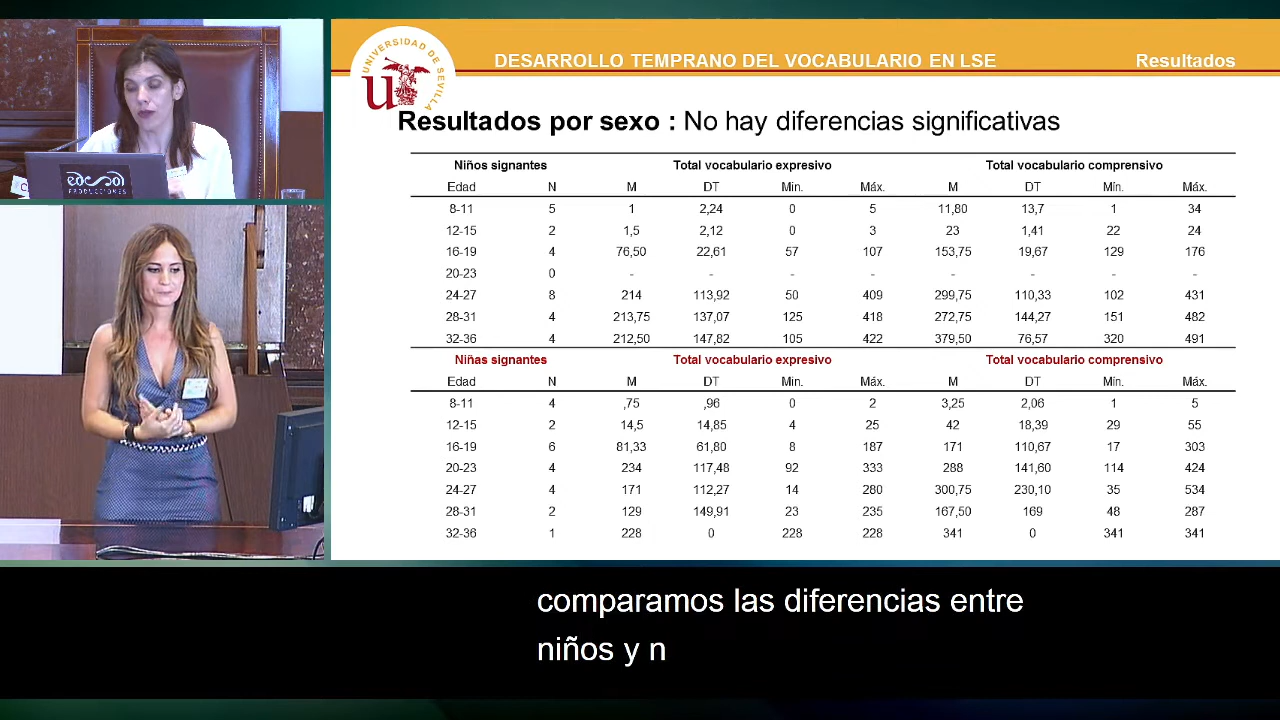 UNIVERSIDAD DE SEVILLA
DESARROLLO TEMPRANO DEL VOCABULARIO EN LSE Resultados
Resultados por sexo : No hay diferencias significativas
Niños signantes Total vocabulario expresivo Total vocabulario comprensivo
Edad N M DT Min. Máx. M DT Mín. Máx.
8-11 5 1 2,24 0 5 11,80 13,7 1 34
12-15 2 1,5 2,12 0 3 23 1,41 22 24
16-19 4 76,50 22,61 57 107 153,75 19,67 129 176
20-23 0 - - - - - - - -
24-27 8 214 113,92 50 409 299,75 110,33 102 431
28-31 4 213,75 137,07 125 418 272,75 144,27 151 482
32-36 4 212,50 147,82 105 422 379,50 76,57 320 491
Niñas signantes Total vocabulario expresivo Total vocabulario comprensivo
Edad N M DT Min. Máx. M DT Mín. Máx.
8-11 4 ,75 ,96 0 2 3,25 2,06 1 5
12-15 2 14,5 14,85 4 25 42 18,39 29 55
16-19 6 81,33 61,80 8 187 171 110,67 17 303
20-23 4 234 117,48 92 333 288 141,60 114 424
24-27 4 171 112,27 14 280 300,75 230,10 35 534
28-31 2 129 149,91 23 235 167,50 169 48 287
32-36 1 228 0 228 228 341 0 341 341
PRODUCCIONES
comparamos las diferencias entre
niños y n